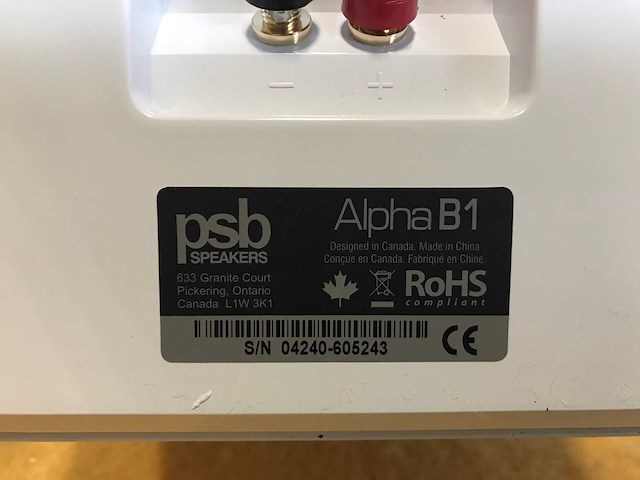 − +
psb
SPEAKERS
633 Granite Court
Pickering, Ontario
Canada L1W 3K1
Alpha B1
Designed in Canada. Made in China.
Conçue en Canada. Fabriqué en Chine.
RoHS
compliant
S/N 04240-605243
CE